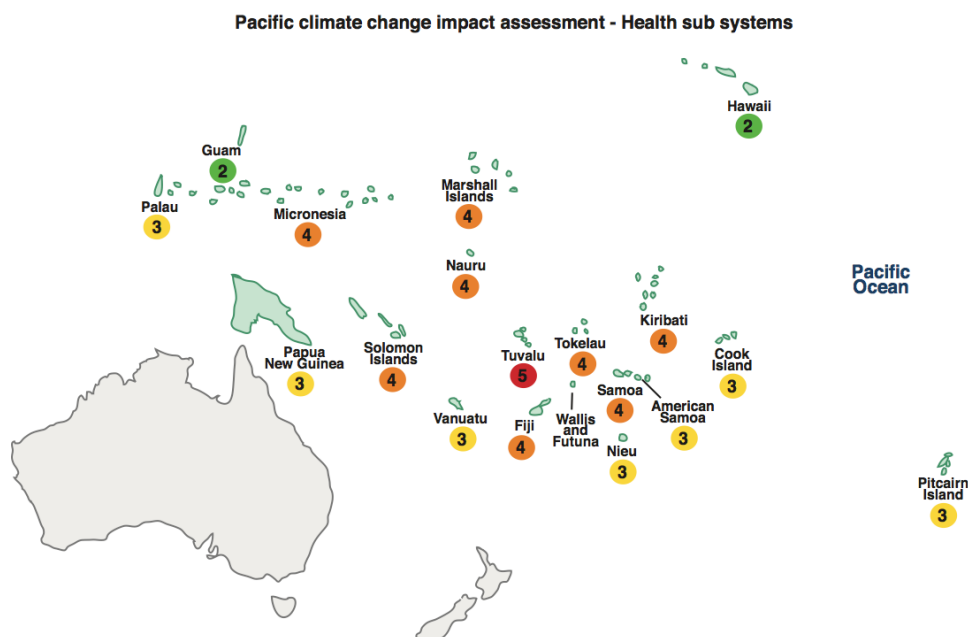 Pacific climate change impact assessment - Health sub systems
Hawaii
2
Guam
2
Palau
3
Micronesia
4
Marshall
Islands
4
Nauru
4
Pacific
Ocean
Papua
New Guinea
3
Solomon
Islands
4
Tuvalu
5
Tokelau
4
Kiribati
4
Cook
Island
3
Vanuatu
3
Fiji
4
Wallis
and
Futuna
Samoa
4
American
Samoa
3
Nieu
3
Pitcairn
Island
3